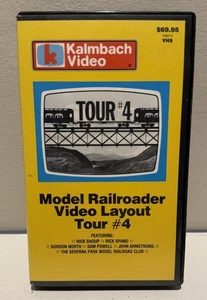 $69.95
VHS
k Kalmbach
Video
TOUR #4
Model Railroader
Video Layout
Tour #4
FEATURING:
☆ RICK SHOUP ☆ RICK SPANO ☆
GORDON NORTH ☆ SAM POWELL ☆ JOHN ARMSTRONG ☆
THE SEVERNA PARK MODEL RAILROAD CLUB ☆